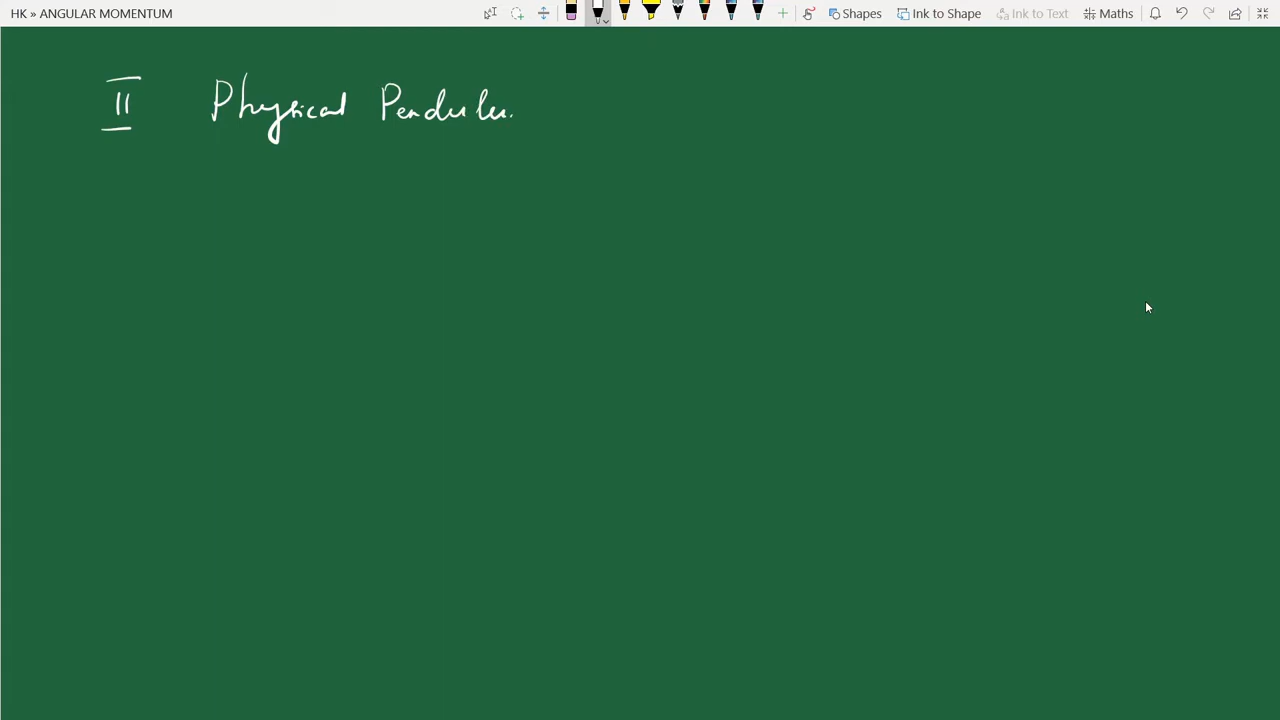 HK » ANGULAR MOMENTUM
Shapes
Ink to Shape
Ink to Text
Maths
II Physical Pendulu.